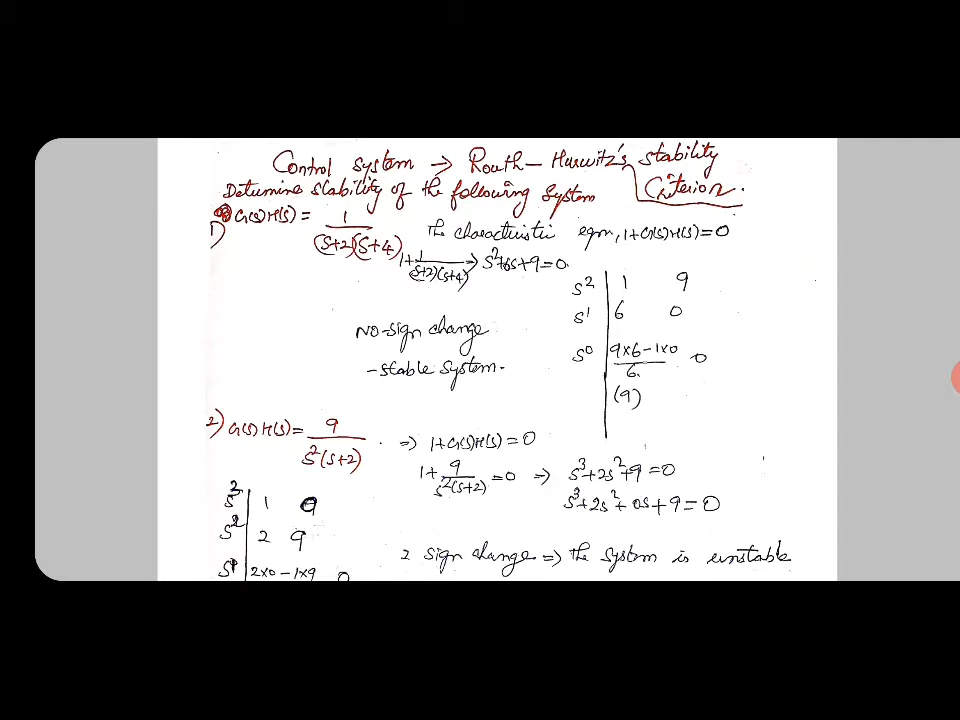 Control system → Routh-Hurwitz's stability Criterion.
Determine stability of the following system
1) G(s)H(s) = 1/(s+2)(s+4)
The characteristic eqn, 1+G(s)H(s)=0
1+1/(s+2)(s+4) ⇒ s²+6s+9=0.
s² | 1 9
s¹ | 6 0
s⁰ | 9×6-1×0/6. 0
(9)
No-sign change
-stable system.
2) G(s)H(s) = 9/s²(s+2) . ⇒ 1+G(s)H(s)=0
1+9/s²(s+2)=0 ⇒ s³+2s²+9=0
s³+2s²+0s+9=0
s³ | 1 0
s² | 2 9
s¹ | 2×0-1×9 0
2 sign change ⇒ the system is unstable